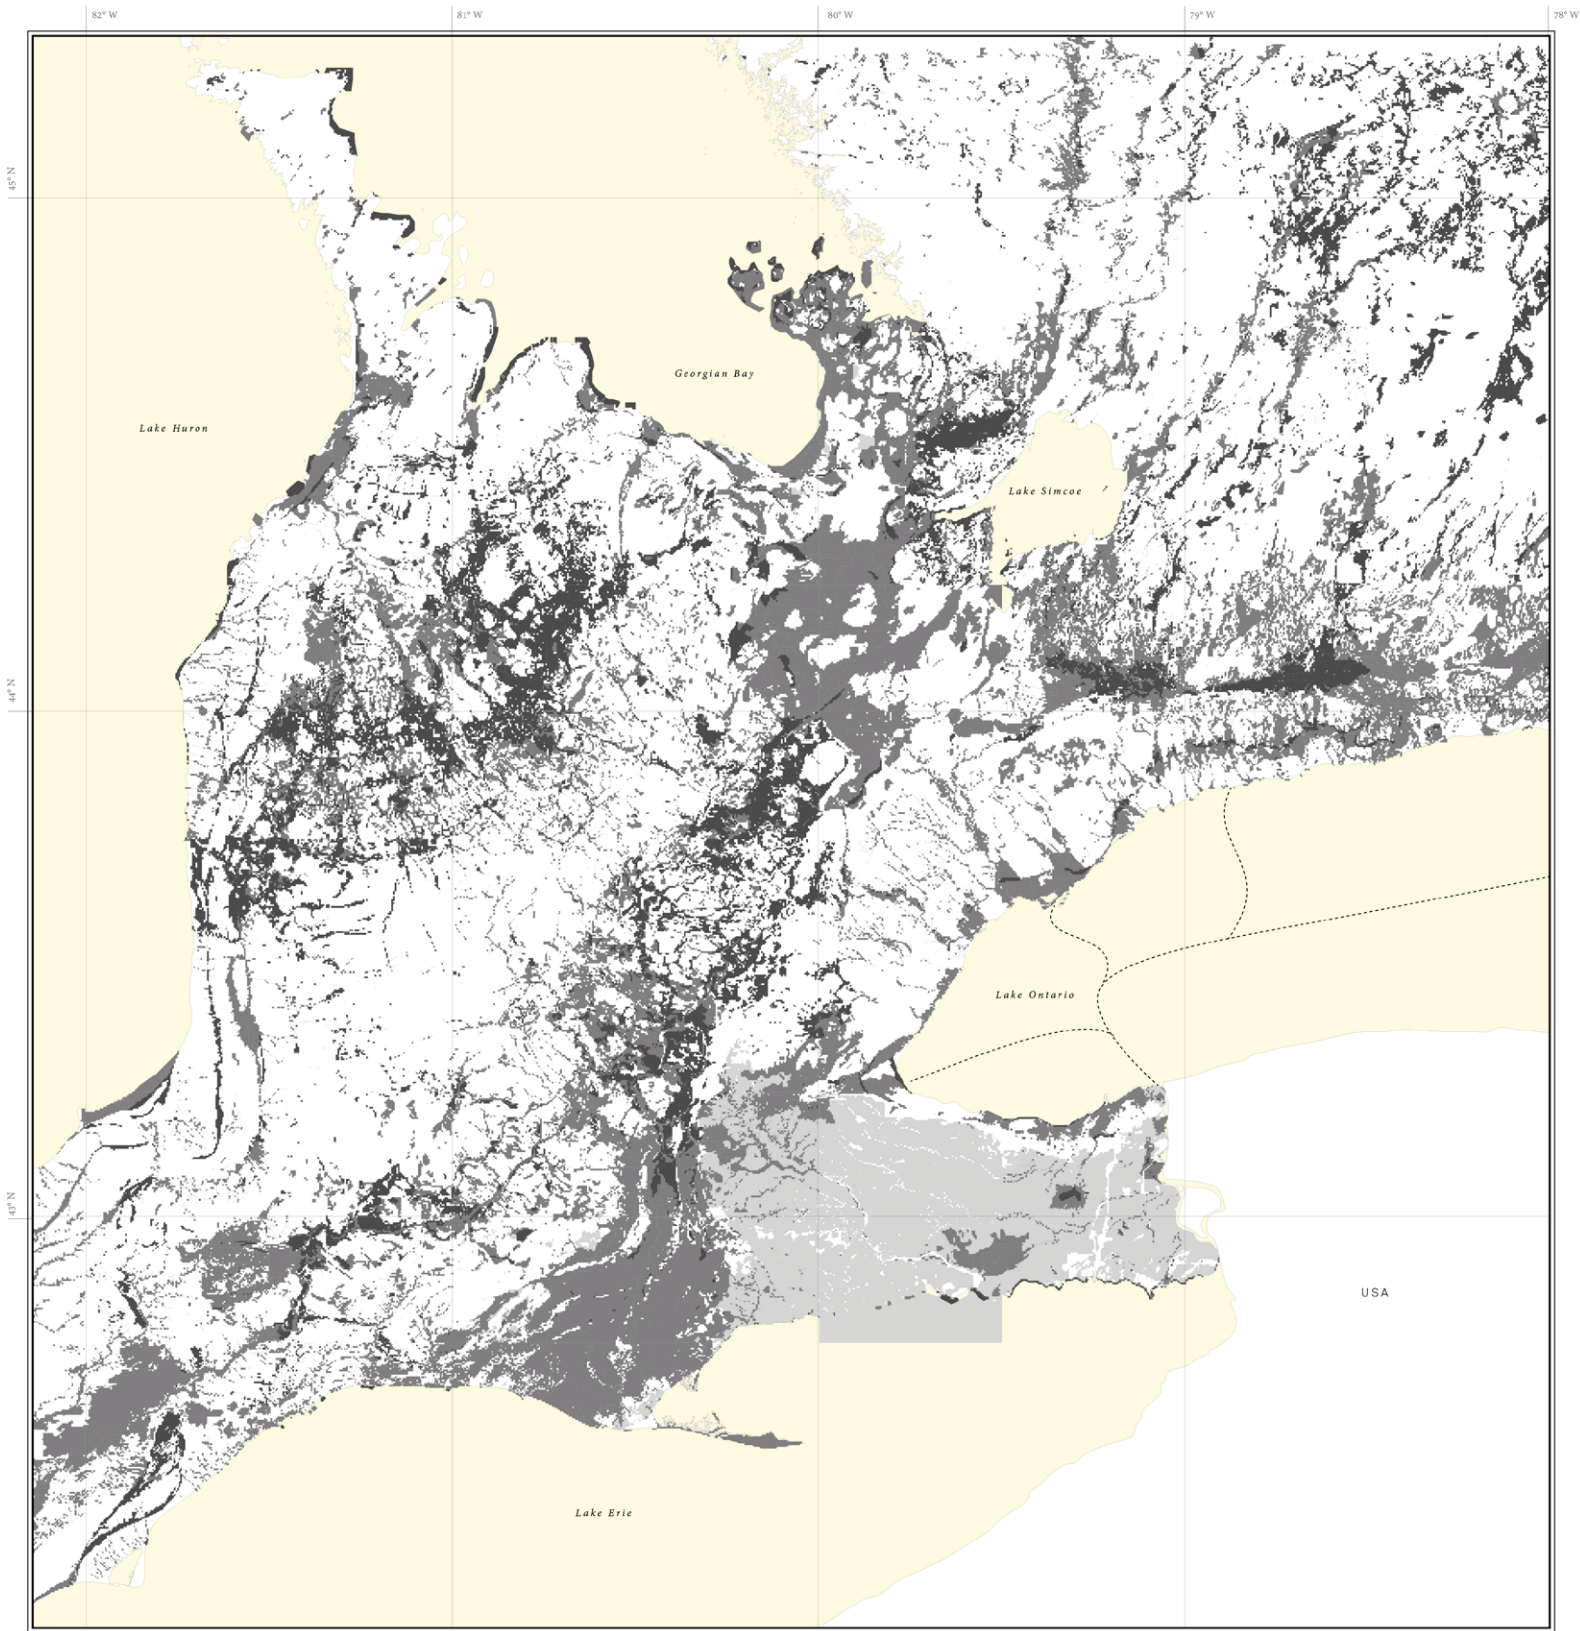 82° W
81° W
80° W
79° W
78° W
45° N
Georgian Bay
Lake Huron
Lake Simcoe
44° N
Lake Ontario
43° N
USA
Lake Erie